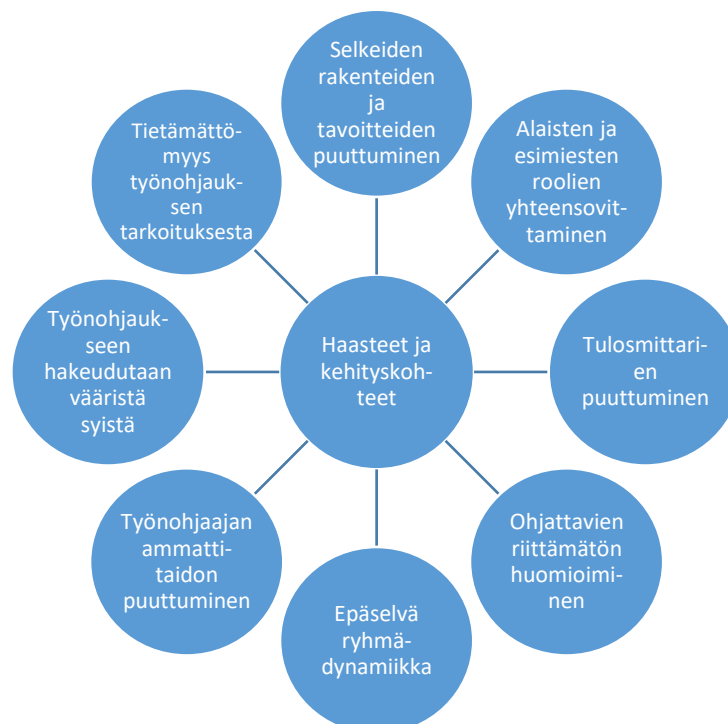 Selkeiden
rakenteiden
ja
tavoitteiden
puuttuminen
Alaisten ja
esimiesten
roolien
yhteensovit-
taminen
Tulosmittari-
en
puuttuminen
Ohjattavien
riittämätön
huomioimi-
nen
Epäselvä
ryhmä-
dynamiikka
Työnohjaajan
ammatti-
taidon
puuttuminen
Työnohjauk-
seen
hakeudutaan
vääristä
syistä
Tietämättö-
myys
työnohjauk-
sen
tarkoituksesta
Haasteet ja
kehityskoh-
teet